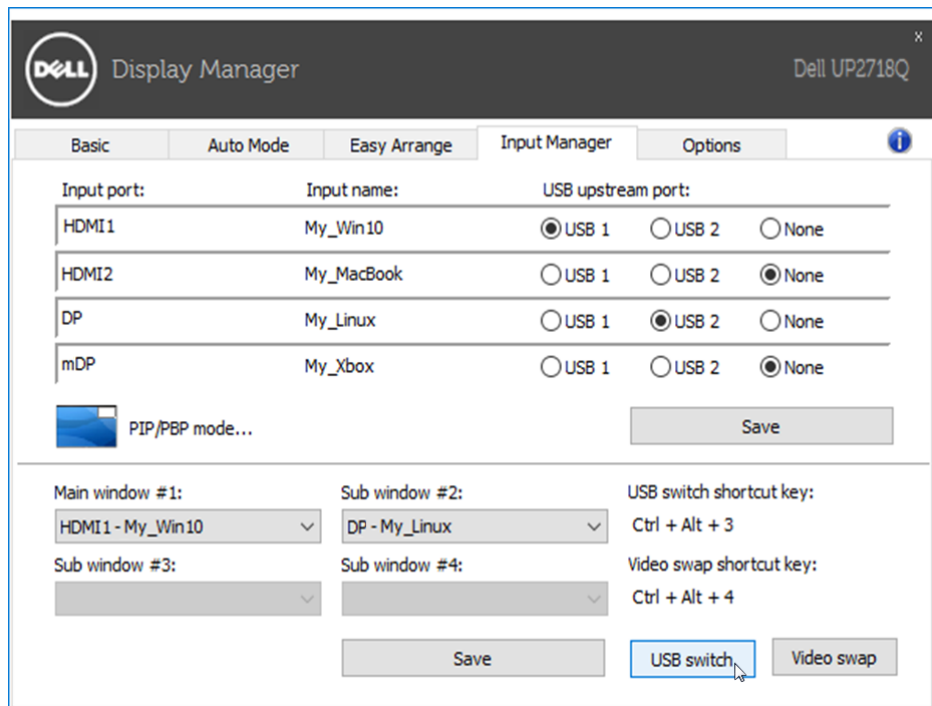 x
DELL Display Manager Dell UP2718Q
Basic Auto Mode Easy Arrange Input Manager Options i
Input port: Input name: USB upstream port:
HDMI1 My_Win10 USB 1 USB 2 None
HDMI2 My_MacBook USB 1 USB 2 None
DP My_Linux USB 1 USB 2 None
mDP My_Xbox USB 1 USB 2 None
PIP/PBP mode... Save
Main window #1: Sub window #2: USB switch shortcut key:
HDMI1 - My_Win10 DP - My_Linux Ctrl + Alt + 3
Sub window #3: Sub window #4: Video swap shortcut key:
Ctrl + Alt + 4
Save USB switch Video swap